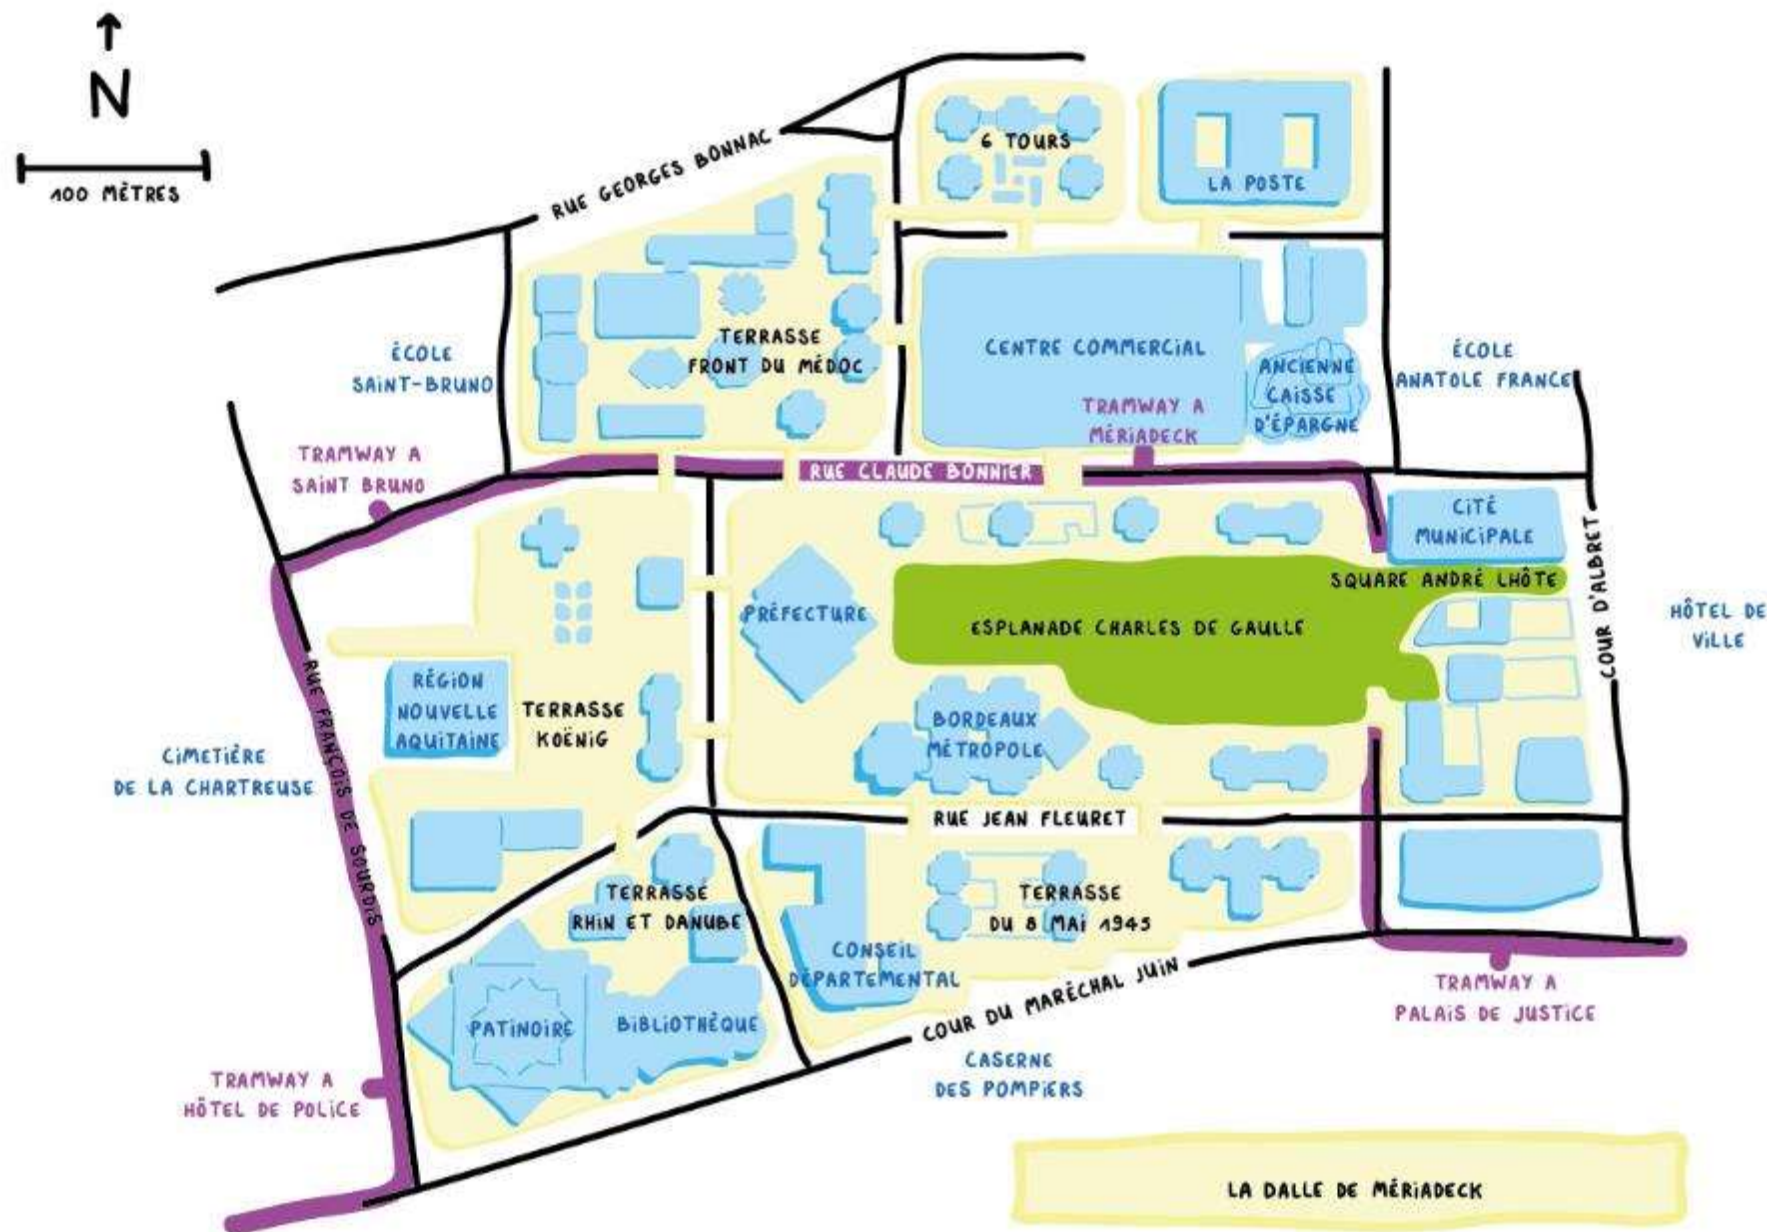 N
100 MÈTRES
RUE GEORGES BONNAC
6 TOURS
LA POSTE
TERRASSE
FRONT DU MÉDOC
CENTRE COMMERCIAL
ANCIENNE
CAISSE
D'ÉPARGNE
ÉCOLE
SAINT-BRUNO
ÉCOLE
ANATOLE FRANCE
TRAMWAY A
MÉRIADECK
TRAMWAY A
SAINT BRUNO
RUE CLAUDE BONNIER
CITÉ
MUNICIPALE
SQUARE ANDRÉ LHÔTE
COUR D'ALBRET
HÔTEL DE
VILLE
PRÉFECTURE
ESPLANADE CHARLES DE GAULLE
RUE FRANÇOIS DE SOURDIS
RÉGION
NOUVELLE
AQUITAINE
TERRASSE
KOËNIG
BORDEAUX
MÉTROPOLE
CIMETIÈRE
DE LA CHARTREUSE
RUE JEAN FLEURET
TERRASSE
RHIN ET DANUBE
TERRASSE
DU 8 MAI 1945
CONSEIL
DÉPARTEMENTAL
COUR DU MARÉCHAL JUIN
TRAMWAY A
PALAIS DE JUSTICE
PATINOIRE
BIBLIOTHÈQUE
CASERNE
DES POMPIERS
TRAMWAY A
HÔTEL DE POLICE
LA DALLE DE MÉRIADECK